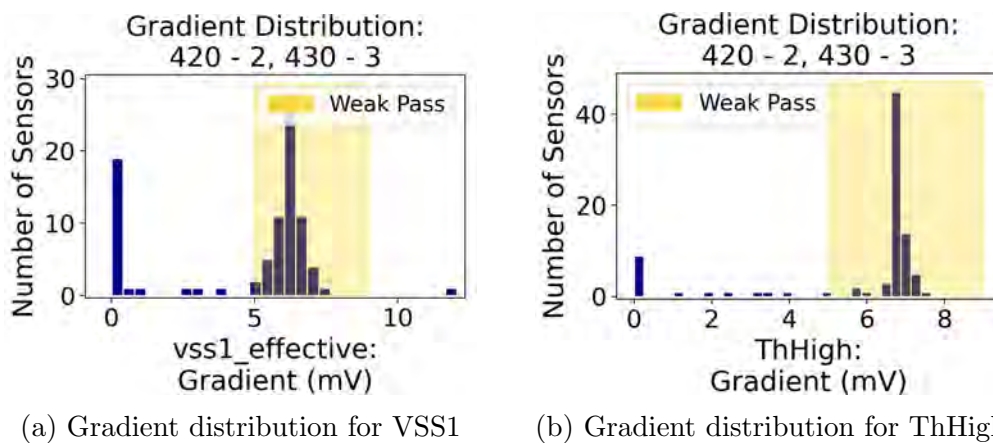 Gradient Distribution:
420 - 2, 430 - 3
Number of Sensors
30
20
10
0
Weak Pass
0
5
10
vss1_effective:
Gradient (mV)
(a) Gradient distribution for VSS1
Gradient Distribution:
420 - 2, 430 - 3
Number of Sensors
40
20
0
Weak Pass
0
2
4
6
8
ThHigh:
Gradient (mV)
(b) Gradient distribution for ThHigh